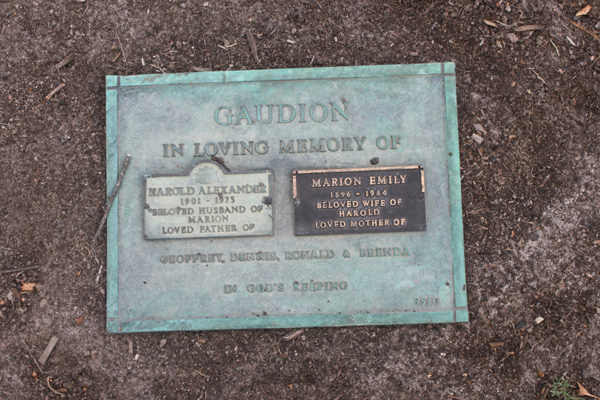 GAUDION
IN LOVING MEMORY OF
HAROLD ALEXANDER
1901 - 1975
BELOVED HUSBAND OF
MARION
LOVED FATHER OF
MARION EMILY
1896 - 1984
BELOVED WIFE OF
HAROLD
LOVED MOTHER OF
GEOFFREY, DENNIS, RONALD & BRENDA
IN GOD'S KEEPING